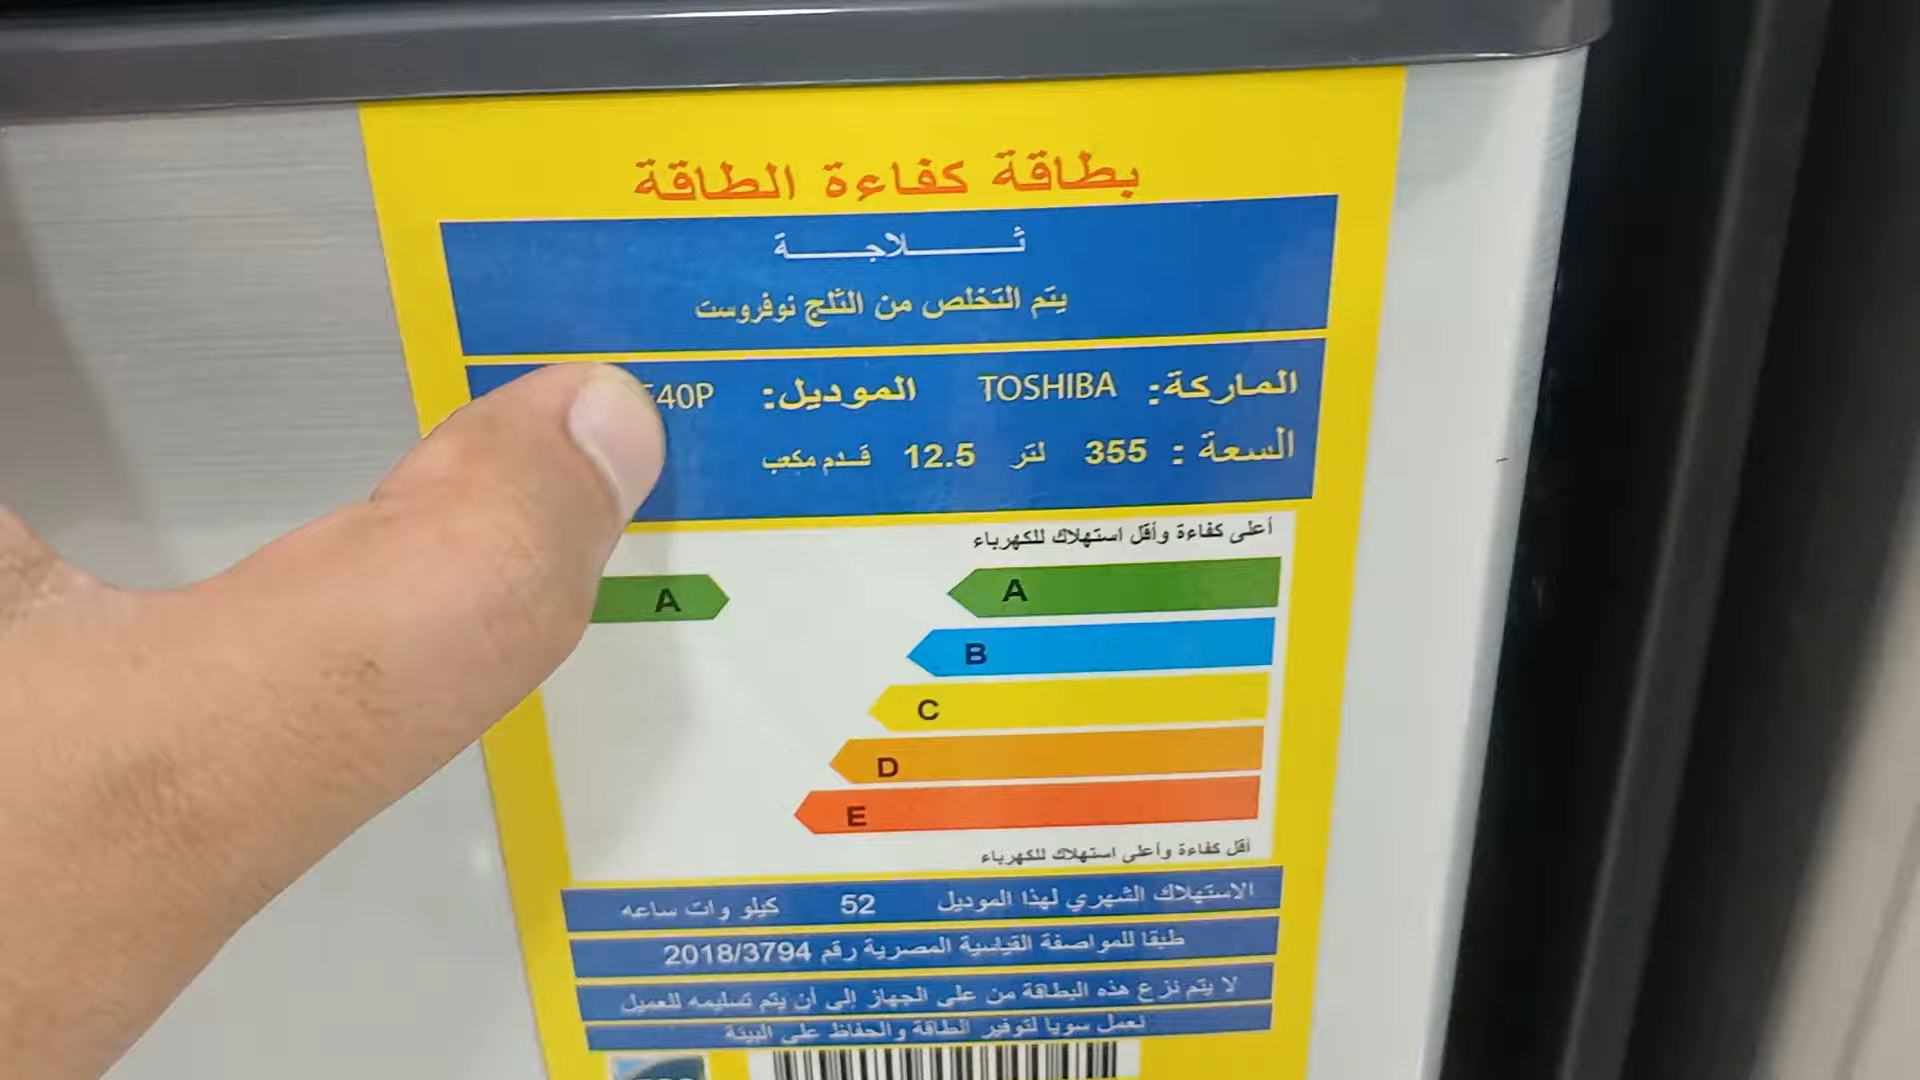 بطاقة كفاءة الطاقة
ثـــــلاجـــــة
يتم التخلص من الثلج نوفروست
الماركة: TOSHIBA الموديل: 40P
السعة : 355 لتر 12.5 قـدم مكعب
أعلى كفاءة وأقل استهلاك للكهرباء
A A
B
C
D
E
أقل كفاءة وأعلى استهلاك للكهرباء
الاستهلاك الشهري لهذا الموديل 52 كيلو وات ساعه
طبقا للمواصفة القياسية المصرية رقم 2018/3794
لا يتم نزع هذه البطاقة من على الجهاز إلى أن يتم تسليمه للعميل
نعمل سويا لتوفير الطاقة والحفاظ على البيئة